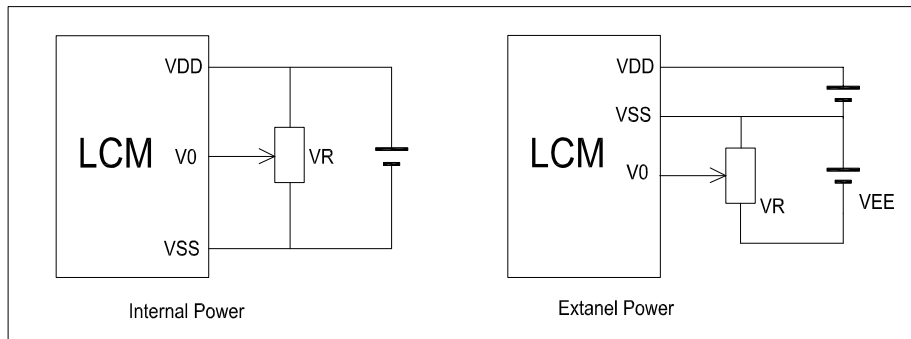 VDD
LCM
V0
VR
VSS
Internal Power
VDD
VSS
LCM
V0
VR
VEE
Extanel Power